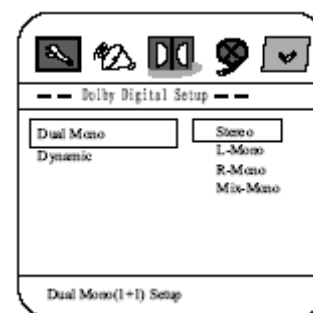 Dolby Digital Setup
Dual Mono
Dynamic
Stereo
L-Mono
R-Mono
Mix-Mono
Dual Mono(1+1) Setup